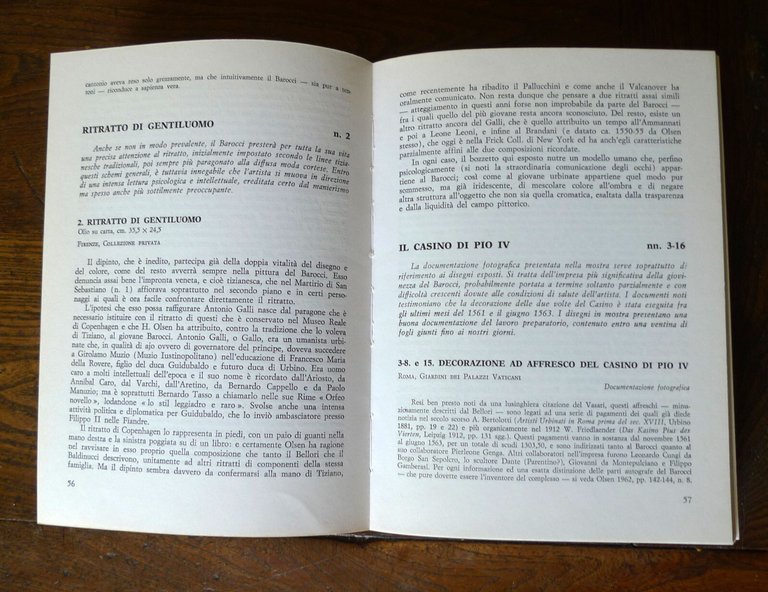 cantonio aveva reso solo grezzamente, ma che intuitivamente il Barocci — sia pur a ten-
toni — riconduce a sapienza vera.
RITRATTO DI GENTILUOMO
n. 2
Anche se non in modo prevalente, il Barocci presterà per tutta la sua vita
una precisa attenzione al ritratto, inizialmente impostato secondo le linee tizia-
nesche tradizionali, poi sempre più paragonato alla diffusa moda cortese. Entro
questi schemi generali, è tuttavia innegabile che l'artista si muova in direzione
di una intensa lettura psicologica e intellettuale, ereditata certo dal manierismo
ma spesso anche più sottilmente preoccupante.
2. RITRATTO DI GENTILUOMO
Olio su carta, cm. 33,5 × 24,5
Firenze, Collezione privata
Il dipinto, che è inedito, partecipa già della doppia vitalità del disegno e
del colore, come del resto avverrà sempre nella pittura del Barocci. Esso
denuncia assai bene l'impronta veneta, e cioè tizianesca, che nel Martirio di San
Sebastiano (n. 1) affiorava soprattutto nel secondo piano e in certi perso-
naggi ai quali è ora facile confrontare direttamente il ritratto.
L'ipotesi che esso possa raffigurare Antonio Galli nasce dal paragone che è
necessario istituire con il ritratto di questi che è conservato nel Museo Reale
di Copenhagen e che H. Olsen ha attribuito, contro la tradizione che lo voleva
di Tiziano, al giovane Barocci. Antonio Galli, o Gallo, era un umanista urbi-
nate che, in qualità di ajo ovvero di governatore del principe, doveva succedere
a Girolamo Muzio (Muzio Iustinopolitano) nell'educazione di Francesco Maria
della Rovere, figlio del duca Guidubaldo e futuro duca di Urbino. Era un uomo
caro a molti intellettuali dell'epoca e il suo nome è ricordato dall'Ariosto, da
Annibal Caro, dal Varchi, dall'Aretino, da Bernardo Cappello e da Paolo
Manuzio; ma è soprattutti Bernardo Tasso a chiamarlo nelle sue Rime « Orfeo
novello », lodandone « lo stil leggiadro e raro ». Svolse anche una intensa
attività politica e diplomatica per Guidubaldo, che lo inviò ambasciatore presso
Filippo II nelle Fiandre.
Il ritratto di Copenhagen lo rappresenta in piedi, con un paio di guanti nella
mano destra e la sinistra poggiata su di un libro: e certamente Olsen ha ragione
nel ravvisare in esso proprio quella composizione che tanto il Bellori che il
Baldinucci descrivono, unitamente ad altri ritratti di componenti della stessa
famiglia. Ma il dipinto sembra davvero da confermarsi alla mano di Tiziano,
56
come recentemente ha ribadito il Pallucchini e come anche il Valcanover ha
oralmente comunicato. Non resta dunque che pensare a due ritratti assai simili
— atteggiamento in questi anni forse non improbabile da parte del Barocci —
fra i quali quello del più giovane resta ancora sconosciuto. Del resto, esiste un
altro ritratto ancora del Galli, che è quello attribuito un tempo all'Ammannati
e poi a Leone Leoni, e infine al Brandani (e datato ca. 1550-55 da Olsen
stesso), che oggi è nella Frick Coll. di New York ed ha anch'egli caratteristiche
parzialmente affini alle due composizioni ricordate.
In ogni caso, il bozzetto qui esposto nutre un modello umano che, perfino
psicologicamente (si noti la straordinaria comunicazione degli occhi) appar-
tiene al Barocci; così come al giovane urbinate appartiene quel modo pur
sommesso, ma già iridescente, di mescolare color all'ombra e di negare
altra struttura all'oggetto che non sia quella cromatica, esaltata dalla trasparenza
e dalla liquidità del campo pittorico.
IL CASINO DI PIO IV
nn. 3-16
La documentazione fotografica presentata nella mostra serve soprattutto di
riferimento ai disegni esposti. Si tratta dell'impresa più significativa della giovi-
nezza del Barocci, probabilmente portata a termine soltanto parzialmente e con
difficoltà crescenti dovute alle condizioni di salute dell'artista. I documenti noti
testimoniano che la decorazione delle due volte del Casino è stata eseguita fra
gli ultimi mesi del 1561 e il giugno 1563. I disegni in mostra presentano una
buona documentazione del lavoro preparatorio, contenuto entro una ventina di
fogli giunti fino ai nostri giorni.
3-8. e 15. DECORAZIONE AD AFFRESCO DEL CASINO DI PIO IV
Roma, Giardini dei Palazzi Vaticani
Documentazione fotografica
Resi ben presto noti da una lusinghiera citazione del Vasari, questi affreschi — minu-
ziosamente descritti dal Bellori — sono legati ad una serie di pagamenti dei quali già diede
notizia nel secolo scorso A. Bertolotti (Artisti Urbinati in Roma prima del sec. XVIII, Urbino
1881, pp. 19 e 22) e più organicamente nel 1912 W. Friedlaender (Das Kasino Pius des
Vierten, Leipzig 1912, pp. 131 sgg.). Questi pagamenti vanno in sostanza dal novembre 1561
al giugno 1563, per un totale di scudi 1303,50, e sono indirizzati tanto al Barocci come al
suo collaboratore Pierleone Genga. Altri collaboratori nell'impresa furono Leonardo Cungi da
Borgo San Sepolcro, lo scultore Dante (Parentino?), Giovanni da Montepulciano e Filippo
Gambersal. Per ogni informazione ed una esatta distinzione delle parti autografe del Barocci
— che pure dovette essere l'inventore del complesso — si veda Olsen 1962, pp. 142-144, n. 8.
57